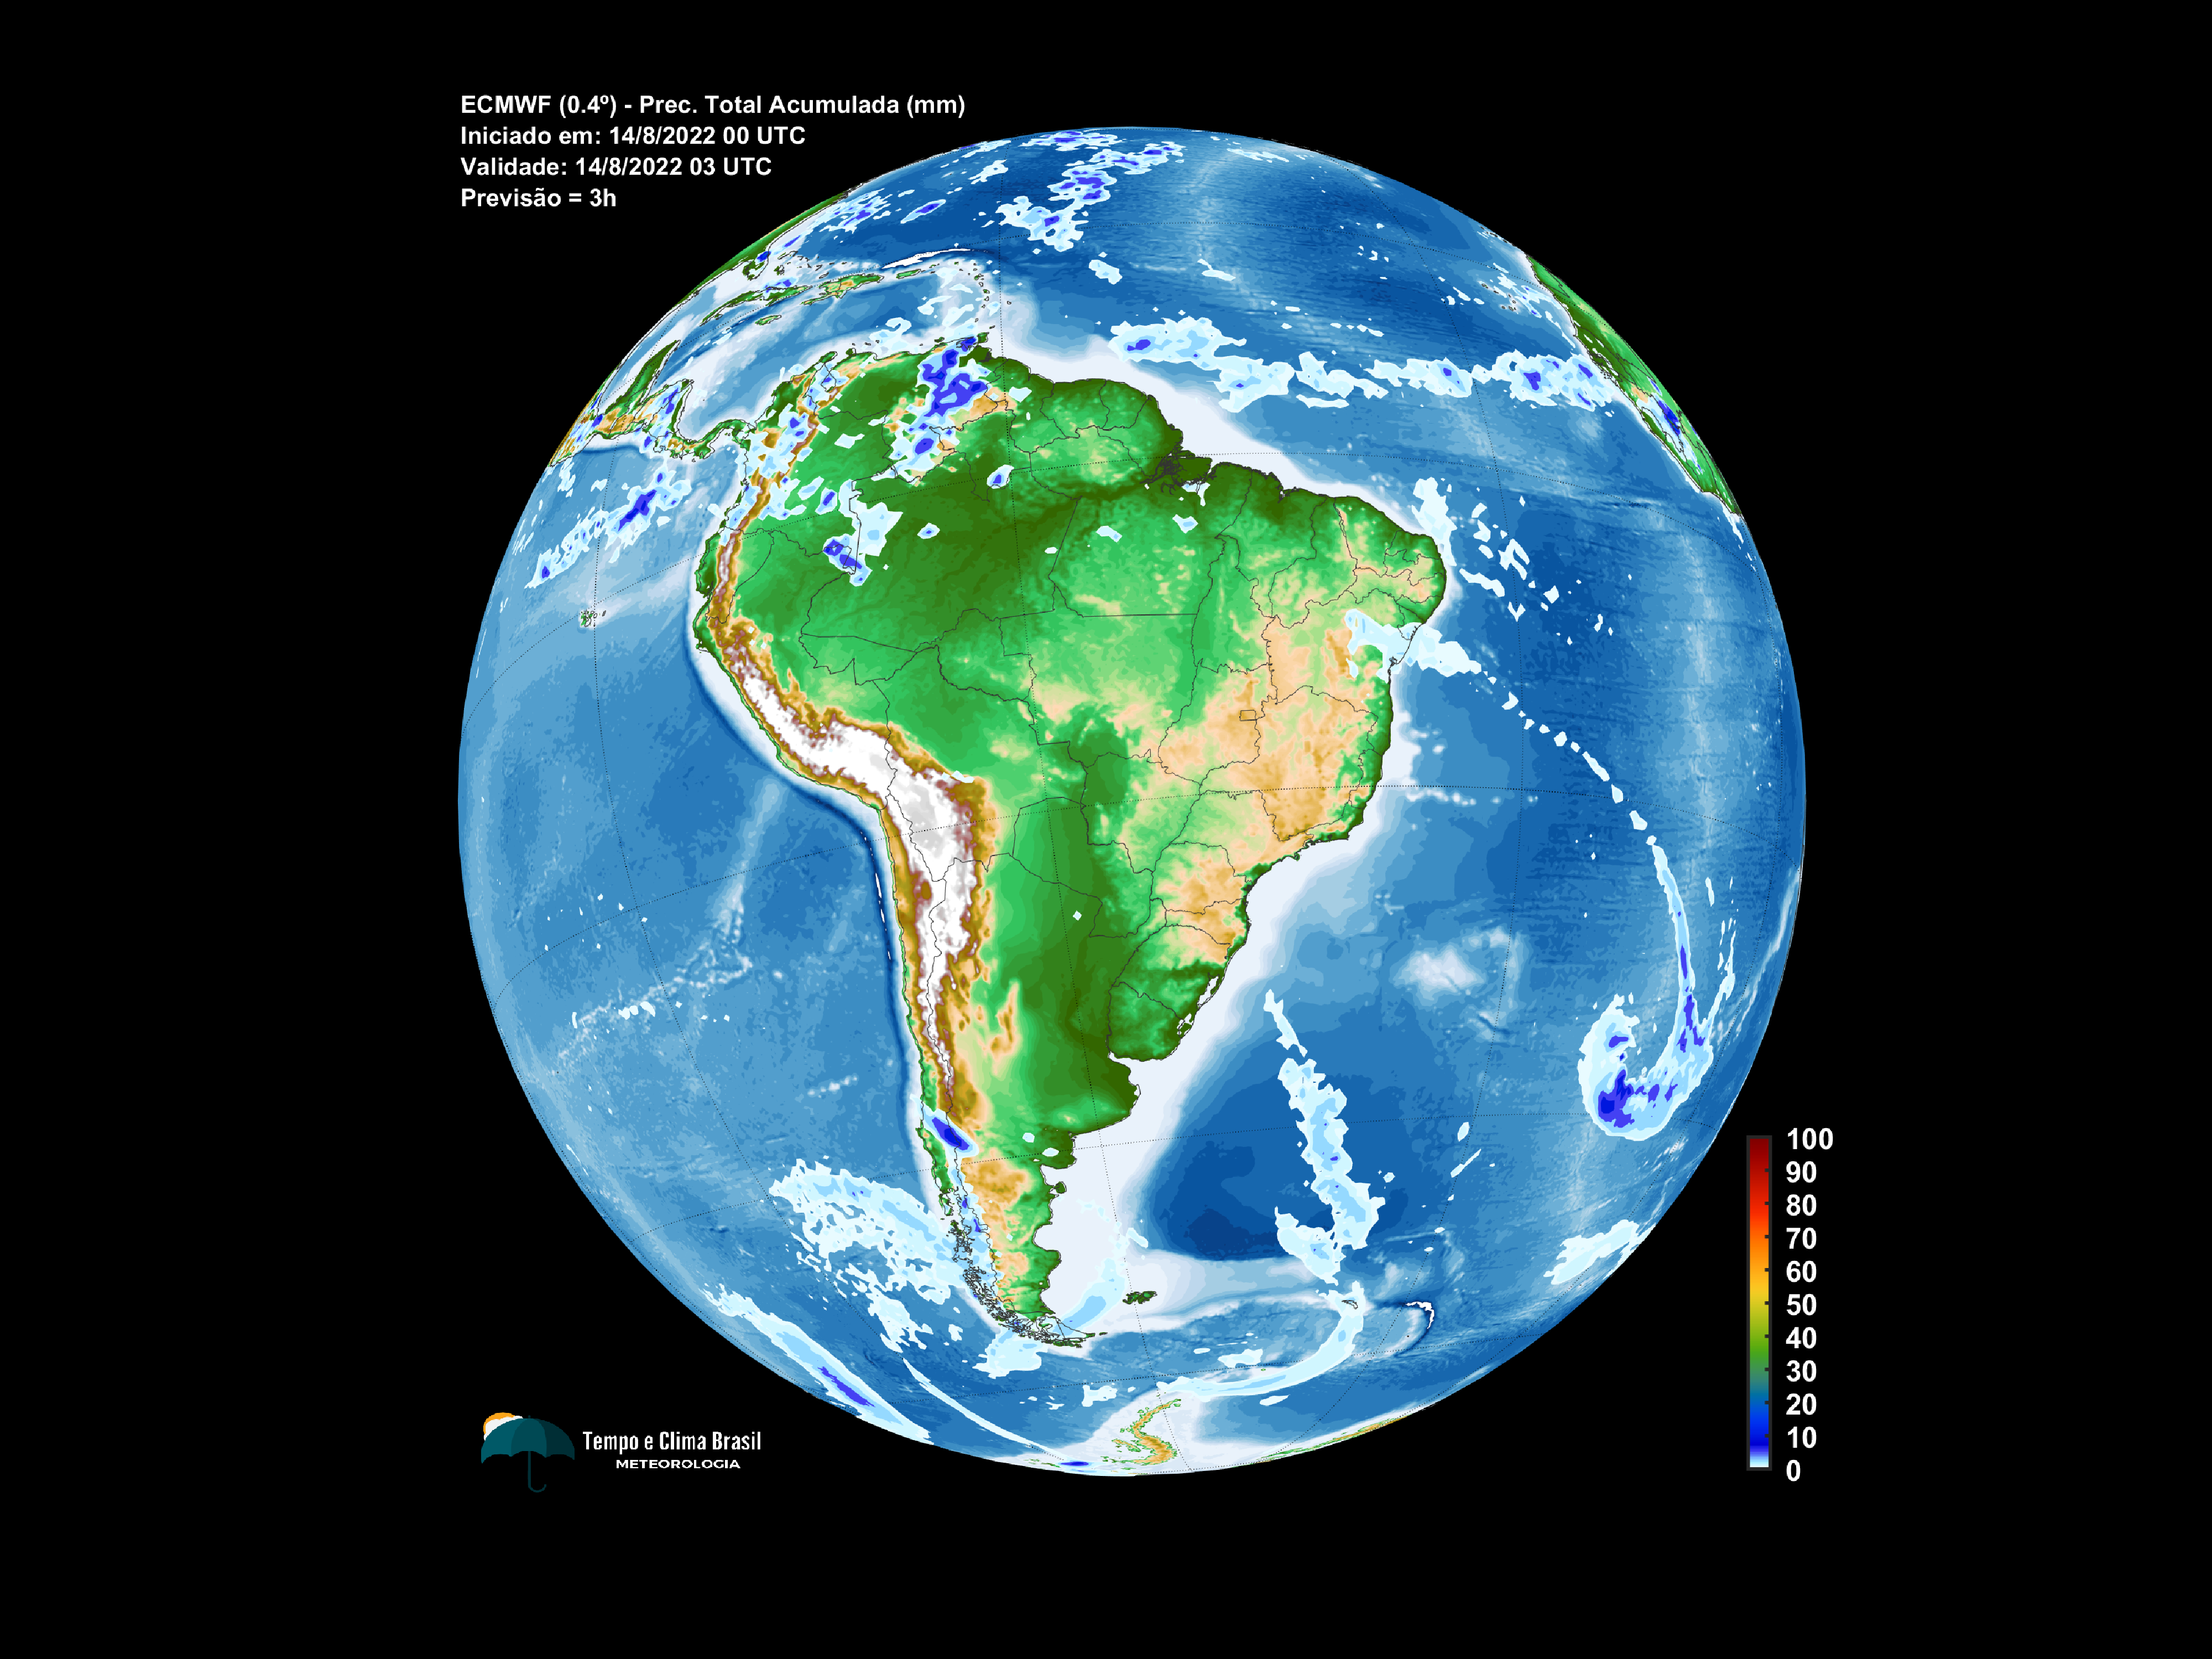 ECMWF (0.4º) - Prec. Total Acumulada (mm)
Iniciado em: 14/8/2022 00 UTC
Validade: 14/8/2022 03 UTC
Previsão = 3h
100
90
80
70
60
50
40
30
20
10
0
Tempo e Clima Brasil
METEOROLOGIA